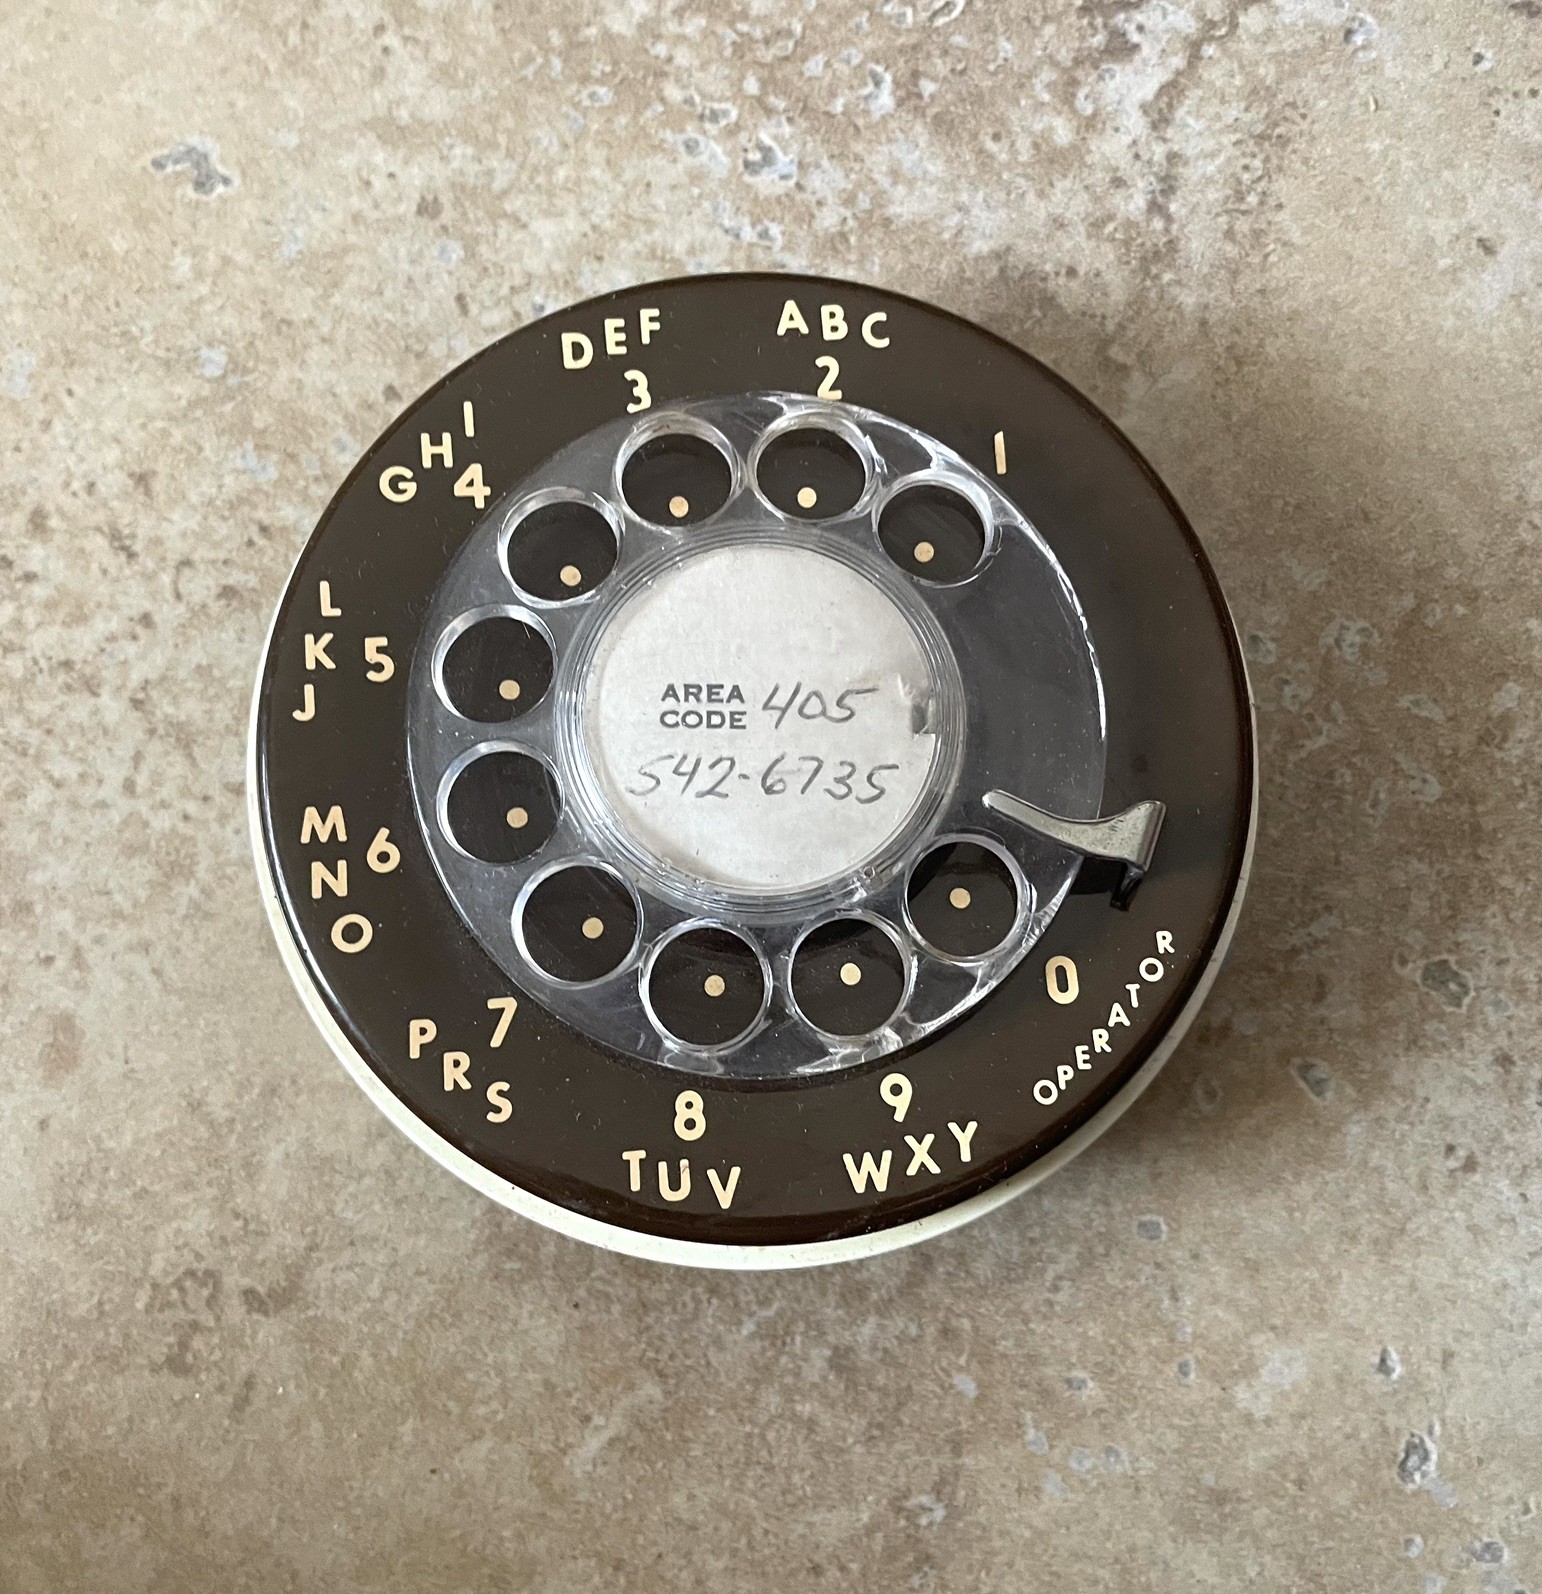 ABC
2
1
DEF
3
GHI
4
JKL
5
MNO
6
PRS
7
TUV
8
WXY
9
0
OPERATOR
AREA CODE 405
542-6735